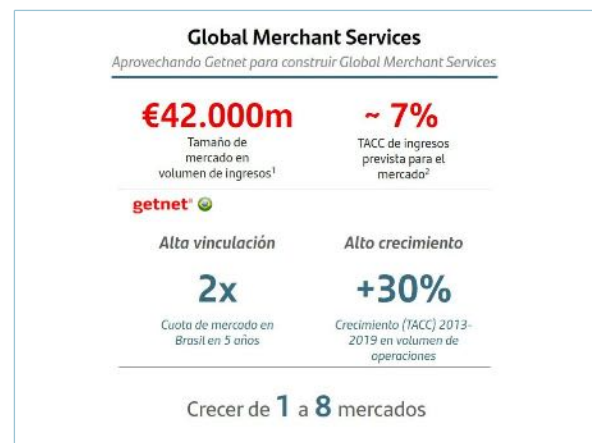 Global Merchant Services
Aprovechando Getnet para construir Global Merchant Services
€42.000m
Tamaño de
mercado en
volumen de ingresos¹
~ 7%
TACC de ingresos
prevista para el
mercado²
getnet®
Alta vinculación
2x
Cuota de mercado en
Brasil en 5 años
Alto crecimiento
+30%
Crecimiento (TACC) 2013-
2019 en volumen de
operaciones
Crecer de 1 a 8 mercados